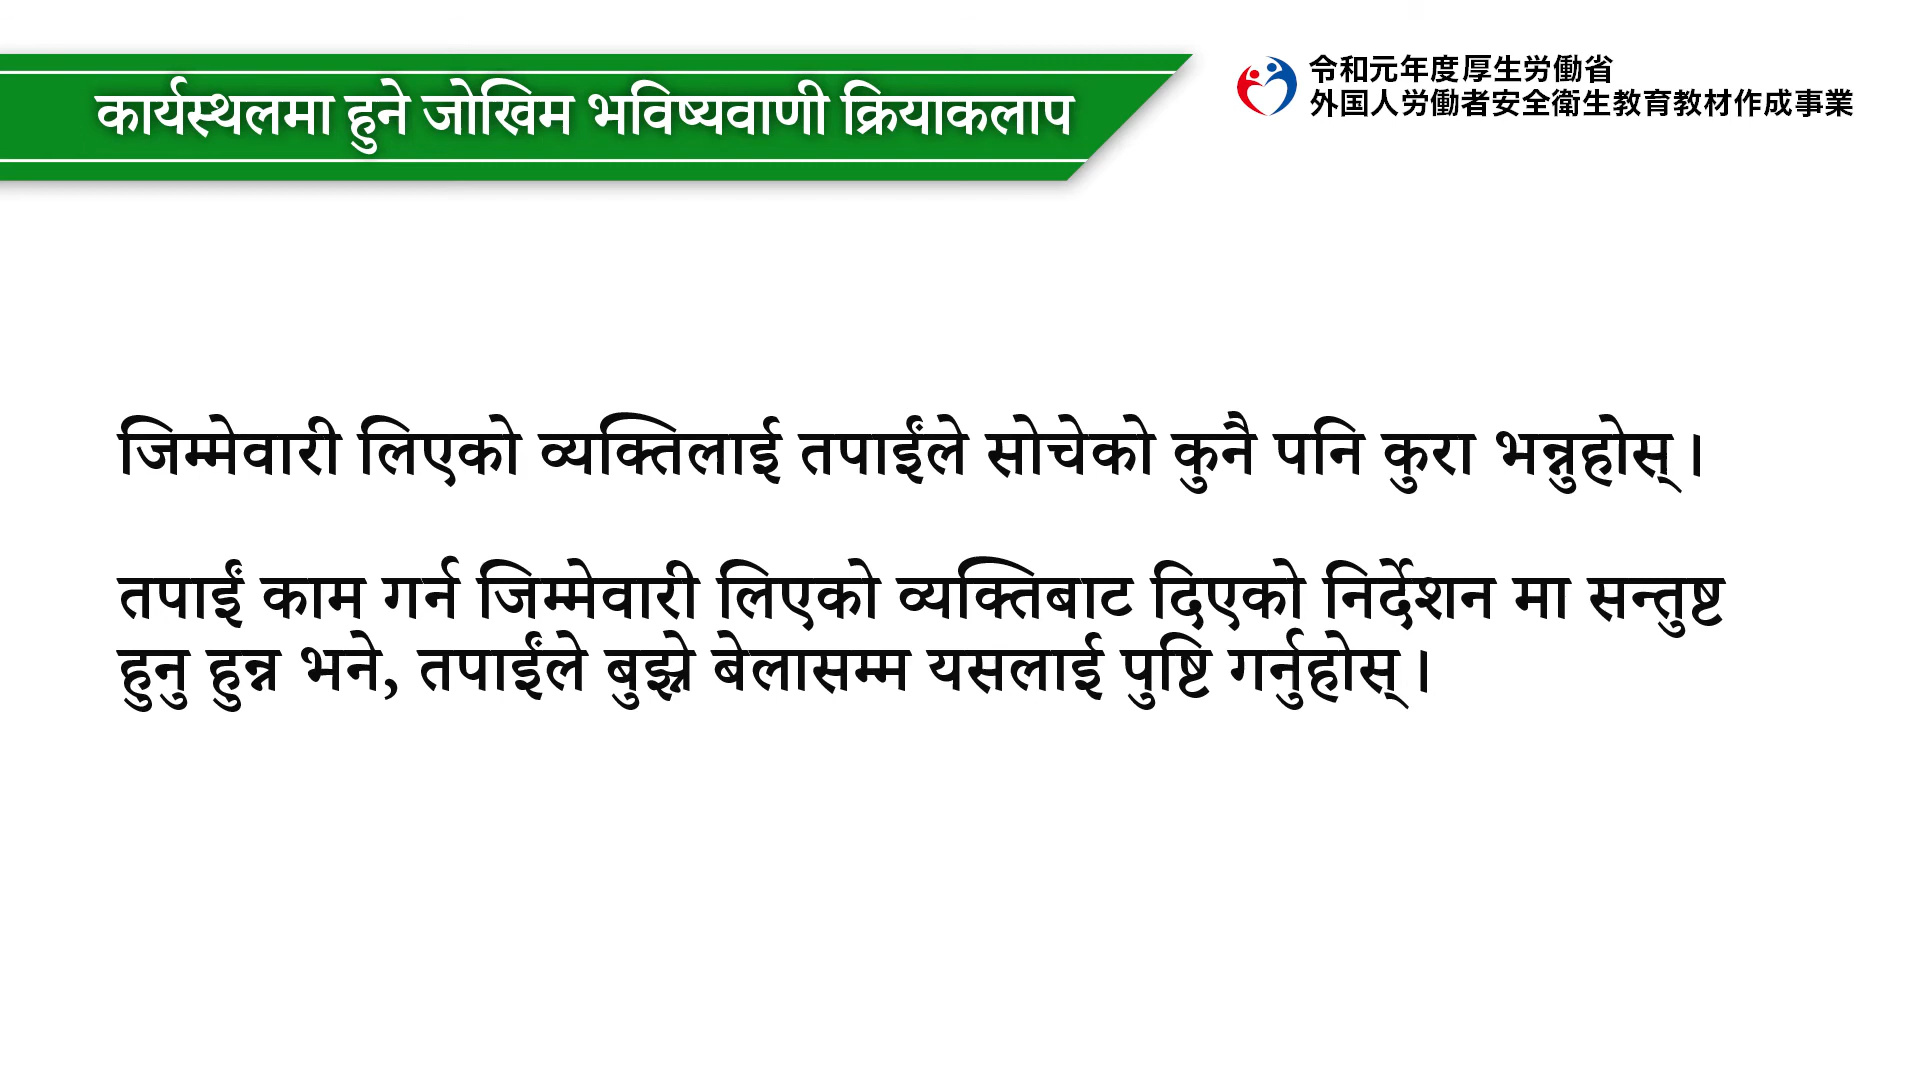 कार्यस्थलमा हुने जोखिम भविष्यवाणी क्रियाकलाप
令和元年度厚生労働省
外国人労働者安全衛生教育教材作成事業
जिम्मेवारी लिएको व्यक्तिलाई तपाईंले सोचेको कुनै पनि कुरा भन्नुहोस्।
तपाईं काम गर्न जिम्मेवारी लिएको व्यक्तिबाट दिएको निर्देशन मा सन्तुष्ट
हुनु हुन्न भने, तपाईंले बुझ्ने बेलासम्म यसलाई पुष्टि गर्नुहोस्।